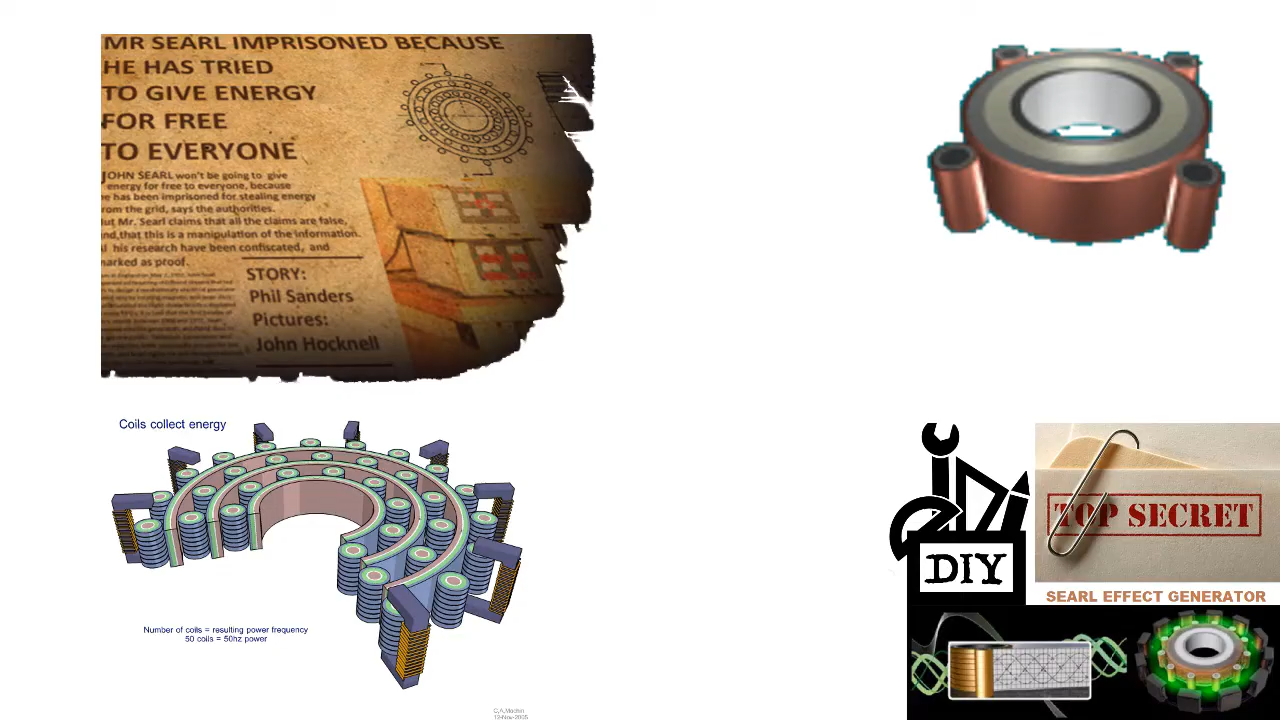 MR SEARL IMPRISONED BECAUSE
HE HAS TRIED
TO GIVE ENERGY
FOR FREE
TO EVERYONE
JOHN SEARL won't be going to give
energy for free to everyone, because
he has been imprisoned for stealing energy
from the grid, says the authorities.
But Mr. Searl claims that all the claims are false,
and,that this is a manipulation of the information.
his research have been confiscated, and
marked as proof.
STORY:
Phil Sanders
Pictures:
John Hocknell
Coils collect energy
Number of coils = resulting power frequency
50 coils = 50hz power
C.A.Machin
12-Nov-2005
DIY
TOP SECRET
SEARL EFFECT GENERATOR